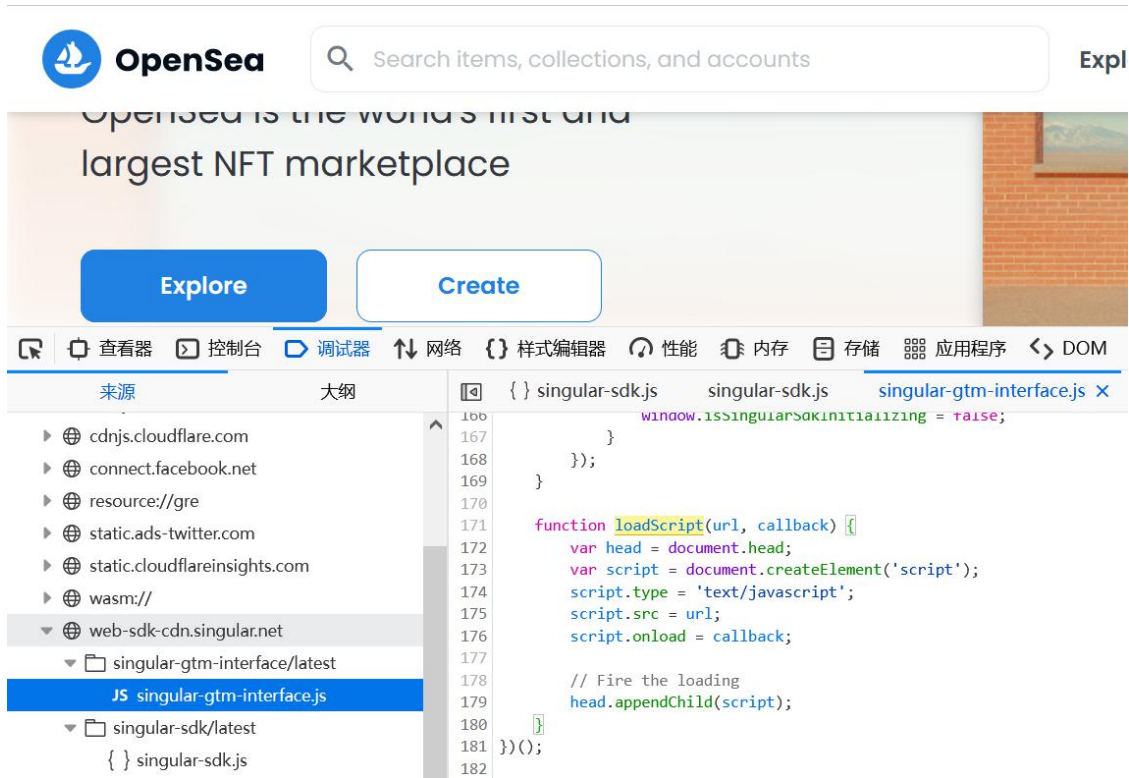 OpenSea
Search items, collections, and accounts
Expl
OpenSea is the world's first and
largest NFT marketplace
Explore
Create
查看器
控制台
调试器
网络
{} 样式编辑器
性能
内存
存储
应用程序
DOM
来源
大纲
{ } singular-sdk.js
singular-sdk.js
singular-gtm-interface.js ×
cdnjs.cloudflare.com
connect.facebook.net
resource://gre
static.ads-twitter.com
static.cloudflareinsights.com
wasm://
web-sdk-cdn.singular.net
singular-gtm-interface/latest
JS singular-gtm-interface.js
singular-sdk/latest
{ } singular-sdk.js
166 window.isSingularSdkInitializing = false;
167 }
168 });
169 }
170
171 function loadScript(url, callback) {
172 var head = document.head;
173 var script = document.createElement('script');
174 script.type = 'text/javascript';
175 script.src = url;
176 script.onload = callback;
177
178 // Fire the loading
179 head.appendChild(script);
180 }
181 })();
182